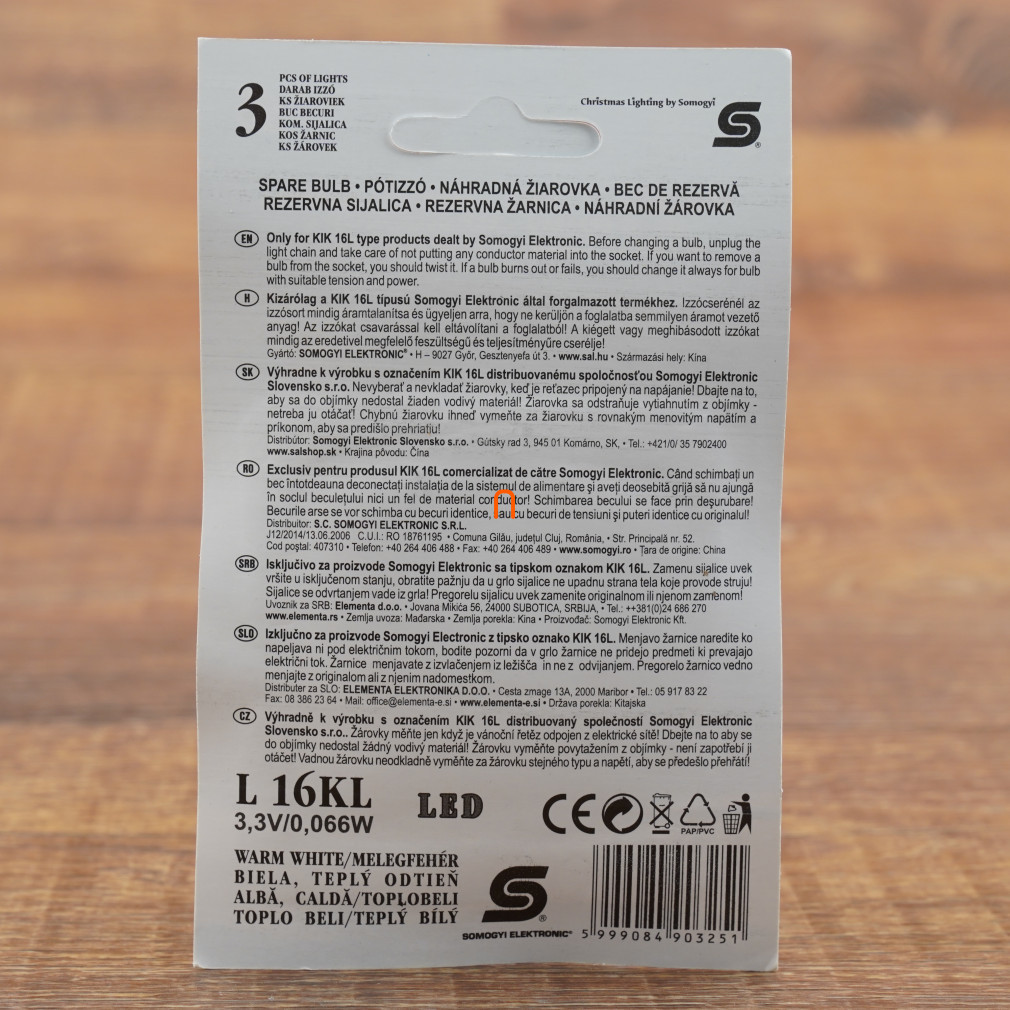 3
PCS OF LIGHTS
DARAB IZZÓ
KS ŽIAROVIEK
BUC BECURI
KOM. SIJALICA
KOS ŽARNIC
KS ŽÁROVEK
Christmas Lighting by Somogyi
S®
SPARE BULB • PÓTIZZÓ • NÁHRADNÁ ŽIAROVKA • BEC DE REZERVĂ
REZERVNA SIJALICA • REZERVNA ŽARNICA • NÁHRADNÍ ŽÁROVKA
EN Only for KIK 16L type products dealt by Somogyi Elektronic. Before changing a bulb, unplug the
light chain and take care of not putting any conductor material into the socket. If you want to remove a
bulb from the socket, you should twist it. If a bulb burns out or fails, you should change it always for bulb
with suitable tension and power.
H Kizárólag a KIK 16L típusú Somogyi Elektronic által forgalmazott termékhez. Izzócserénél az
izzósort mindig áramtalanítsa és ügyeljen arra, hogy ne kerüljön a foglalatba semmilyen áramot vezető
anyag! Az izzókat csavarással kell eltávolítani a foglalatból! A kiégett vagy meghibásodott izzókat
mindig az eredetivel megfelelő feszültségű és teljesítményűre cserélje!
Gyártó: SOMOGYI ELEKTRONIC® • H – 9027 Győr, Gesztenyefa út 3. • www.sal.hu • Származási hely: Kína
SK Výhradne k výrobku s označením KIK 16L distribuovanému spoločnosťou Somogyi Elektronic
Slovensko s.r.o. Nevyberať a nevkladať žiarovky, keď je reťazec pripojený na napájanie! Dbajte na to,
aby sa do objímky nedostal žiaden vodivý materiál! Žiarovka sa odstraňuje vytiahnutím z objímky -
netreba ju otáčať! Chybnú žiarovku ihneď vymeňte za žiarovku s rovnakým menovitým napätím a
príkonom, aby sa predišlo prehriatiu!
Distribútor: Somogyi Elektronic Slovensko s.r.o. • Gútsky rad 3, 945 01 Komárno, SK, • Tel.: +421/0/ 35 7902400
www.salshop.sk • Krajina pôvodu: Čína
RO Exclusiv pentru produsul KIK 16L comercializat de către Somogyi Elektronic. Când schimbați un
bec întotdeauna deconectați instalația de la sistemul de alimentare și aveți deosebită grijă să nu ajungă
în soclul beculețului nici un fel de material conductor! Schimbarea becului se face prin deșurubare!
Becurile arse se vor schimba cu becuri identice, sau cu becuri de tensiuni și puteri identice cu originalul!
Distribuitor: S.C. SOMOGYI ELEKTRONIC S.R.L.
J12/2014/13.06.2006 C.U.I.: RO 18761195 • Comuna Gilău, județul Cluj, România, • Str. Principală nr. 52.
Cod poștal: 407310 • Telefon: +40 264 406 488 • Fax: +40 264 406 489 • www.somogyi.ro • Țara de origine: China
SRB Isključivo za proizvode Somogyi Elektronic sa tipskom oznakom KIK 16L. Zamenu sijalice uvek
vršite u isključenom stanju, obratite pažnju da u grlo sijalice ne upadnu strana tela koje provode struju!
Sijalice se odvrtanjem vade iz grla! Pregorelu sijalicu uvek zamenite originalnom ili njenom zamenom!
Uvoznik za SRB: Elementa d.o.o. • Jovana Mikića 56, 24000 SUBOTICA, SRBIJA, • Tel.: ++381(0)24 686 270
www.elementa.rs • Zemlja uvoza: Mađarska • Zemlja porekla: Kina • Proizvođač: Somogyi Elektronic Kft.
SLO Izključno za proizvode Somogyi Electronic z tipsko oznako KIK 16L. Menjavo žarnice naredite ko
napeljava ni pod električnim tokom, bodite pozorni da v grlo žarnice ne pridejo predmeti ki prevajajo
električni tok. Žarnice menjavate z izvlačenjem iz ležišča in ne z odvijanjem. Pregorelo žarnico vedno
menjajte z originalom ali z njenim nadomestkom.
Distributer za SLO: ELEMENTA ELEKTRONIKA D.O.O. • Cesta zmage 13A, 2000 Maribor • Tel.: 05 917 83 22
Fax: 08 386 23 64 • Mail: office@elementa-e.si • www.elementa-e.si • Država porekla: Kitajska
CZ Výhradně k výrobku s označením KIK 16L distribuovaný společností Somogyi Elektronic
Slovensko s.r.o.. Žárovky měňte jen když je vánoční řetěz odpojen z elektrické sítě! Dbejte na to aby se
do objímky nedostal žádný vodivý materiál! Žárovku vyměňte povytažením z objímky - není zapotřebí ji
otáčet! Vadnou žárovku neodkladně vyměňte za žárovku stejného typu a napětí, aby se předešlo přehřátí!
L 16KL
3,3V/0,066W
LED
CE
PAP/PVC
WARM WHITE/MELEGFEHÉR
BIELA, TEPLÝ ODTIEŇ
ALBĂ, CALDĂ/TOPLOBELI
TOPLO BELI/TEPLÝ BÍLÝ
S®
SOMOGYI ELEKTRONIC®
5 999084 903251